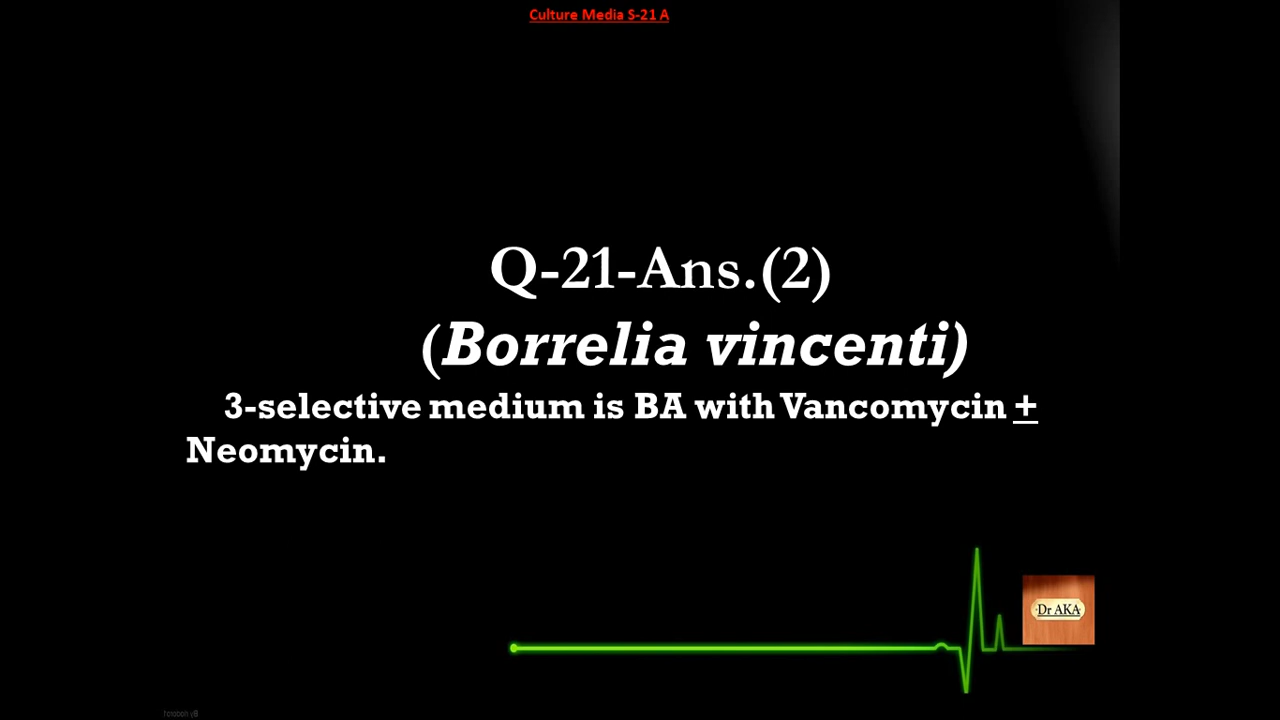 Culture Media S-21 A
Q-21-Ans.(2)
(Borrelia vincenti)
3-selective medium is BA with Vancomycin ±
Neomycin.
Dr AKA